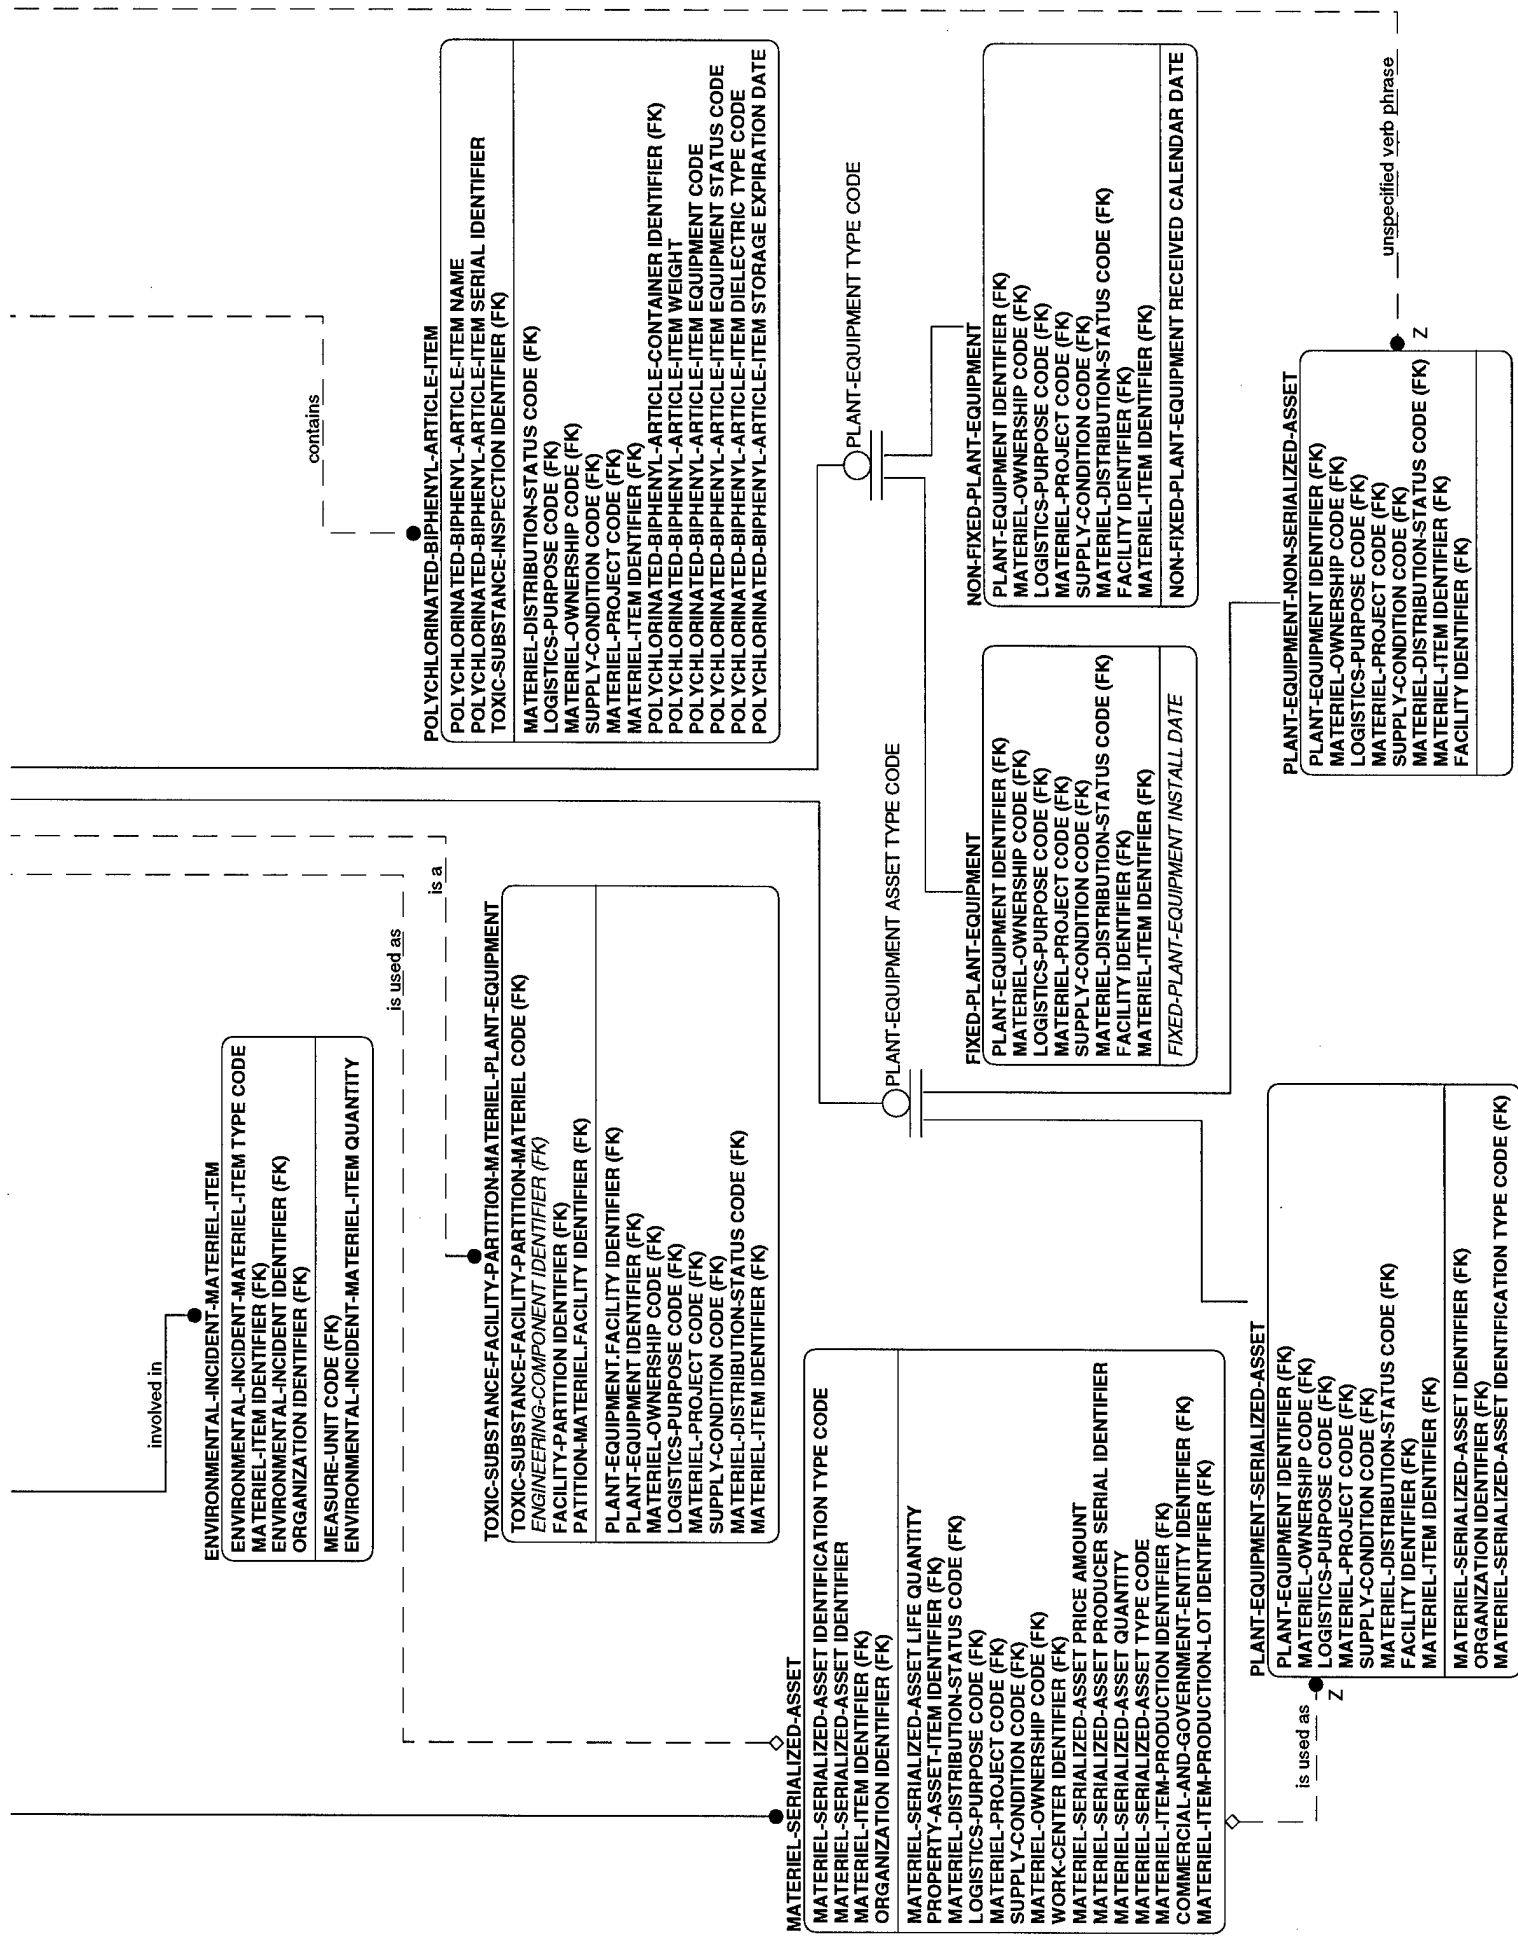 involved in
ENVIRONMENTAL-INCIDENT-MATERIEL-ITEM
ENVIRONMENTAL-INCIDENT-MATERIEL-ITEM TYPE CODE
MATERIEL-ITEM IDENTIFIER (FK)
ENVIRONMENTAL-INCIDENT IDENTIFIER (FK)
ORGANIZATION IDENTIFIER (FK)
MEASURE-UNIT CODE (FK)
ENVIRONMENTAL-INCIDENT-MATERIEL-ITEM QUANTITY
contains
POLYCHLORINATED-BIPHENYL-ARTICLE-ITEM
POLYCHLORINATED-BIPHENYL-ARTICLE-ITEM NAME
POLYCHLORINATED-BIPHENYL-ARTICLE-ITEM SERIAL IDENTIFIER
TOXIC-SUBSTANCE-INSPECTION IDENTIFIER (FK)
MATERIEL-DISTRIBUTION-STATUS CODE (FK)
LOGISTICS-PURPOSE CODE (FK)
MATERIEL-OWNERSHIP CODE (FK)
SUPPLY-CONDITION CODE (FK)
MATERIEL-PROJECT CODE (FK)
MATERIEL-ITEM IDENTIFIER (FK)
POLYCHLORINATED-BIPHENYL-ARTICLE-CONTAINER IDENTIFIER (FK)
POLYCHLORINATED-BIPHENYL-ARTICLE-ITEM WEIGHT
POLYCHLORINATED-BIPHENYL-ARTICLE-ITEM EQUIPMENT CODE
POLYCHLORINATED-BIPHENYL-ARTICLE-ITEM EQUIPMENT STATUS CODE
POLYCHLORINATED-BIPHENYL-ARTICLE-ITEM DIELECTRIC TYPE CODE
POLYCHLORINATED-BIPHENYL-ARTICLE-ITEM STORAGE EXPIRATION DATE
is used as
is a
TOXIC-SUBSTANCE-FACILITY-PARTITION-MATERIEL-PLANT-EQUIPMENT
TOXIC-SUBSTANCE-FACILITY-PARTITION-MATERIEL CODE (FK)
ENGINEERING-COMPONENT IDENTIFIER (FK)
FACILITY-PARTITION IDENTIFIER (FK)
PATITION-MATERIEL.FACILITY IDENTIFIER (FK)
PLANT-EQUIPMENT.FACILITY IDENTIFIER (FK)
PLANT-EQUIPMENT IDENTIFIER (FK)
MATERIEL-OWNERSHIP CODE (FK)
LOGISTICS-PURPOSE CODE (FK)
MATERIEL-PROJECT CODE (FK)
SUPPLY-CONDITION CODE (FK)
MATERIEL-DISTRIBUTION-STATUS CODE (FK)
MATERIEL-ITEM IDENTIFIER (FK)
MATERIEL-SERIALIZED-ASSET
MATERIEL-SERIALIZED-ASSET IDENTIFICATION TYPE CODE
MATERIEL-SERIALIZED-ASSET IDENTIFIER
MATERIEL-ITEM IDENTIFIER (FK)
ORGANIZATION IDENTIFIER (FK)
MATERIEL-SERIALIZED-ASSET LIFE QUANTITY
PROPERTY-ASSET-ITEM IDENTIFIER (FK)
MATERIEL-DISTRIBUTION-STATUS CODE (FK)
LOGISTICS-PURPOSE CODE (FK)
MATERIEL-PROJECT CODE (FK)
SUPPLY-CONDITION CODE (FK)
MATERIEL-OWNERSHIP CODE (FK)
WORK-CENTER IDENTIFIER (FK)
MATERIEL-SERIALIZED-ASSET PRICE AMOUNT
MATERIEL-SERIALIZED-ASSET PRODUCER SERIAL IDENTIFIER
MATERIEL-SERIALIZED-ASSET QUANTITY
MATERIEL-SERIALIZED-ASSET TYPE CODE
MATERIEL-ITEM-PRODUCTION IDENTIFIER (FK)
COMMERCIAL-AND-GOVERNMENT-ENTITY IDENTIFIER (FK)
MATERIEL-ITEM-PRODUCTION-LOT IDENTIFIER (FK)
PLANT-EQUIPMENT ASSET TYPE CODE
PLANT-EQUIPMENT TYPE CODE
FIXED-PLANT-EQUIPMENT
PLANT-EQUIPMENT IDENTIFIER (FK)
MATERIEL-OWNERSHIP CODE (FK)
LOGISTICS-PURPOSE CODE (FK)
MATERIEL-PROJECT CODE (FK)
SUPPLY-CONDITION CODE (FK)
MATERIEL-DISTRIBUTION-STATUS CODE (FK)
FACILITY IDENTIFIER (FK)
MATERIEL-ITEM IDENTIFIER (FK)
FIXED-PLANT-EQUIPMENT INSTALL DATE
NON-FIXED-PLANT-EQUIPMENT
PLANT-EQUIPMENT IDENTIFIER (FK)
MATERIEL-OWNERSHIP CODE (FK)
LOGISTICS-PURPOSE CODE (FK)
MATERIEL-PROJECT CODE (FK)
SUPPLY-CONDITION CODE (FK)
MATERIEL-DISTRIBUTION-STATUS CODE (FK)
FACILITY IDENTIFIER (FK)
MATERIEL-ITEM IDENTIFIER (FK)
NON-FIXED-PLANT-EQUIPMENT RECEIVED CALENDAR DATE
is used as
Z
PLANT-EQUIPMENT-SERIALIZED-ASSET
PLANT-EQUIPMENT IDENTIFIER (FK)
MATERIEL-OWNERSHIP CODE (FK)
LOGISTICS-PURPOSE CODE (FK)
MATERIEL-PROJECT CODE (FK)
SUPPLY-CONDITION CODE (FK)
MATERIEL-DISTRIBUTION-STATUS CODE (FK)
FACILITY IDENTIFIER (FK)
MATERIEL-ITEM IDENTIFIER (FK)
MATERIEL-SERIALIZED-ASSET IDENTIFIER (FK)
ORGANIZATION IDENTIFIER (FK)
MATERIEL-SERIALIZED-ASSET IDENTIFICATION TYPE CODE (FK)
PLANT-EQUIPMENT-NON-SERIALIZED-ASSET
PLANT-EQUIPMENT IDENTIFIER (FK)
MATERIEL-OWNERSHIP CODE (FK)
LOGISTICS-PURPOSE CODE (FK)
MATERIEL-PROJECT CODE (FK)
SUPPLY-CONDITION CODE (FK)
MATERIEL-DISTRIBUTION-STATUS CODE (FK)
MATERIEL-ITEM IDENTIFIER (FK)
FACILITY IDENTIFIER (FK)
Z
unspecified verb phrase